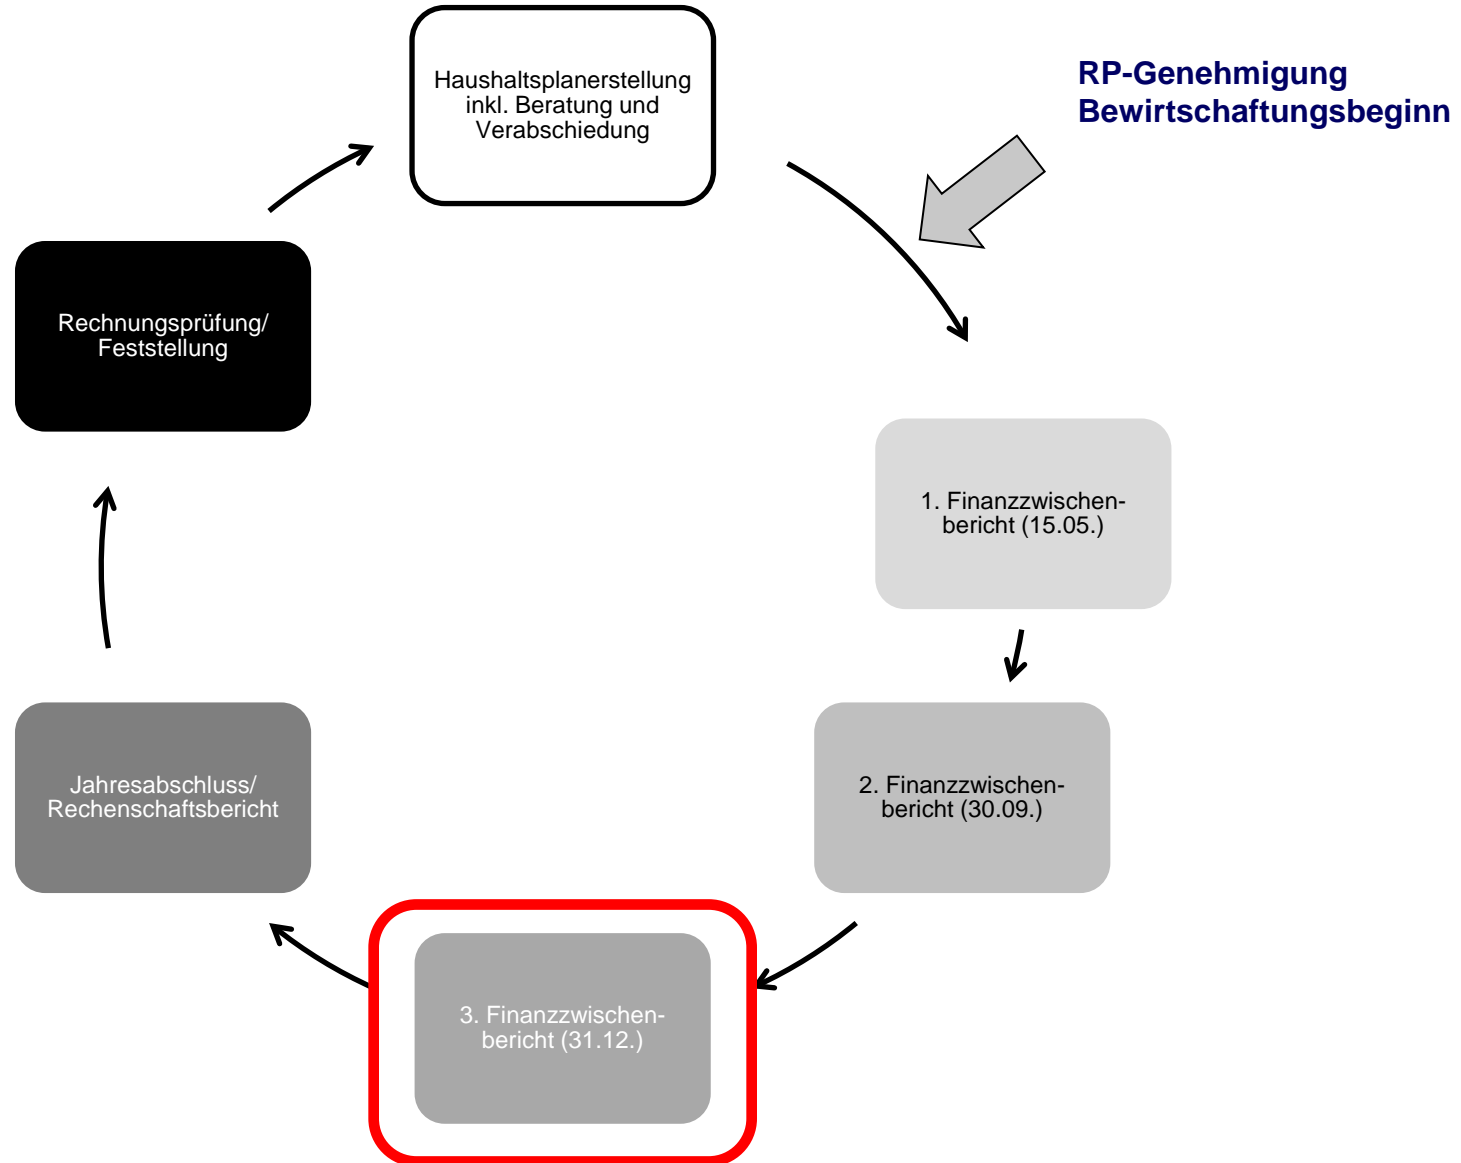 Haushaltsplanerstellung
inkl. Beratung und
Verabschiedung
RP-Genehmigung
Bewirtschaftungsbeginn
Rechnungsprüfung/
Feststellung
1. Finanzzwischen-
bericht (15.05.)
Jahresabschluss/
Rechenschaftsbericht
2. Finanzzwischen-
bericht (30.09.)
3. Finanzzwischen-
bericht (31.12.)